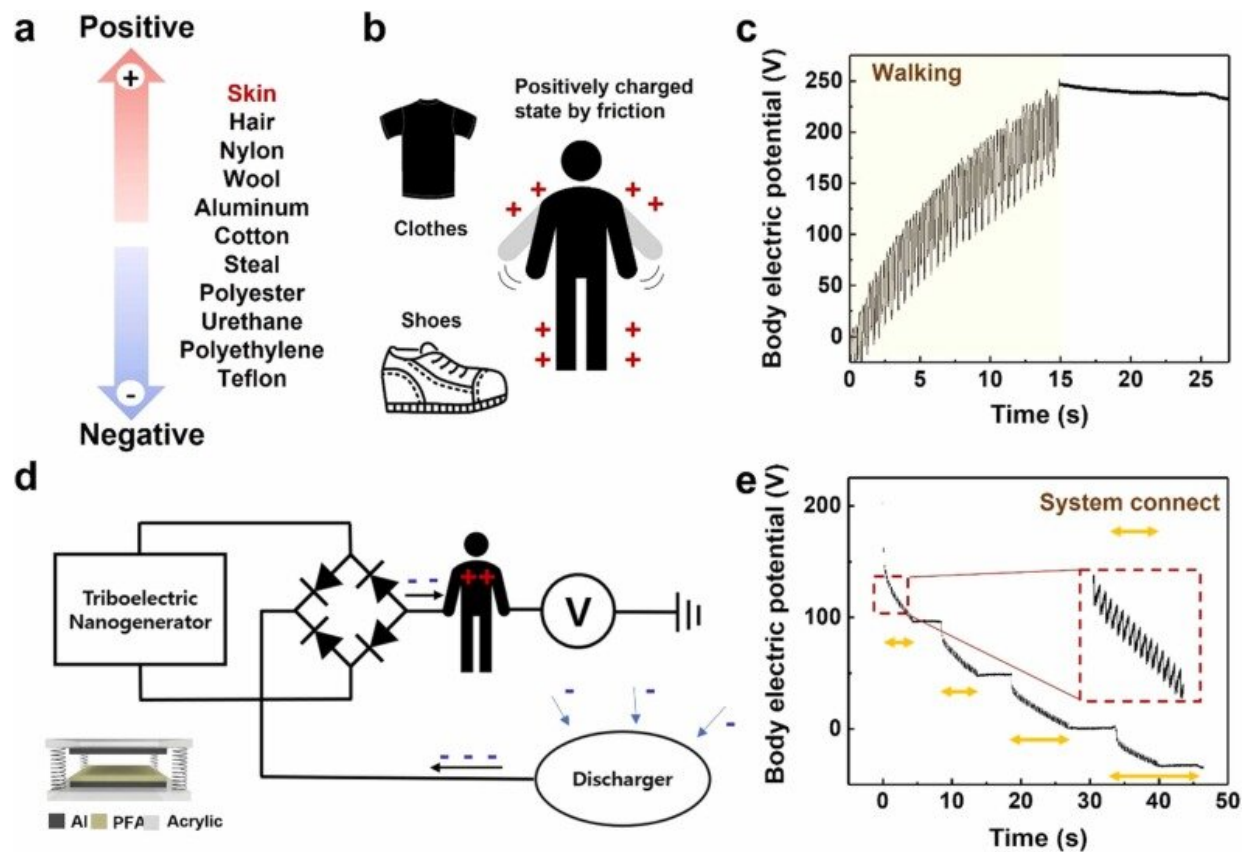 a
Positive
+
Skin
Hair
Nylon
Wool
Aluminum
Cotton
Steal
Polyester
Urethane
Polyethylene
Teflon
-
Negative
b
Positively charged
state by friction
Clothes
Shoes
c
Walking
Body electric potential (V)
250
200
150
100
50
0
0 5 10 15 20 25
Time (s)
d
Triboelectric
Nanogenerator
V
Discharger
Al PFA Acrylic
e
System connect
Body electric potential (V)
200
100
0
0 10 20 30 40 50
Time (s)